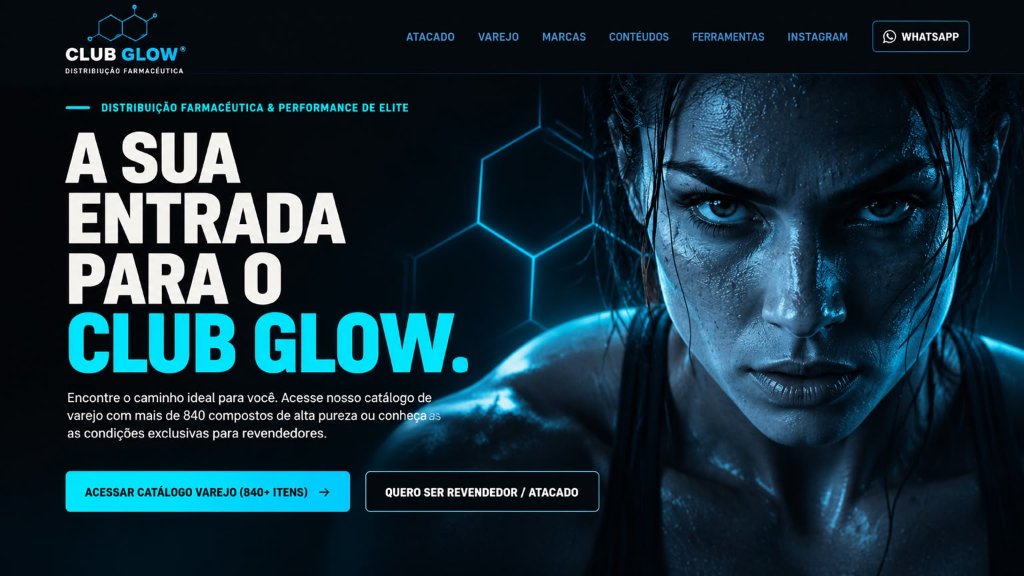 CLUB GLOW®
DISTRIBUIÇÃO FARMACÊUTICA
ATACADO VAREJO MARCAS CONTÉUDOS FERRAMENTAS INSTAGRAM WHATSAPP
DISTRIBUIÇÃO FARMACÉUTICA & PERFORMANCE DE ELITE
A SUA
ENTRADA
PARA O
CLUB GLOW.
Encontre o caminho ideal para você. Acesse nosso catálogo de
varejo com mais de 840 compostos de alta pureza ou conheça as
as condições exclusivas para revendedores.
ACESSAR CATÁLOGO VAREJO (840+ ITENS) →
QUERO SER REVENDEDOR / ATACADO